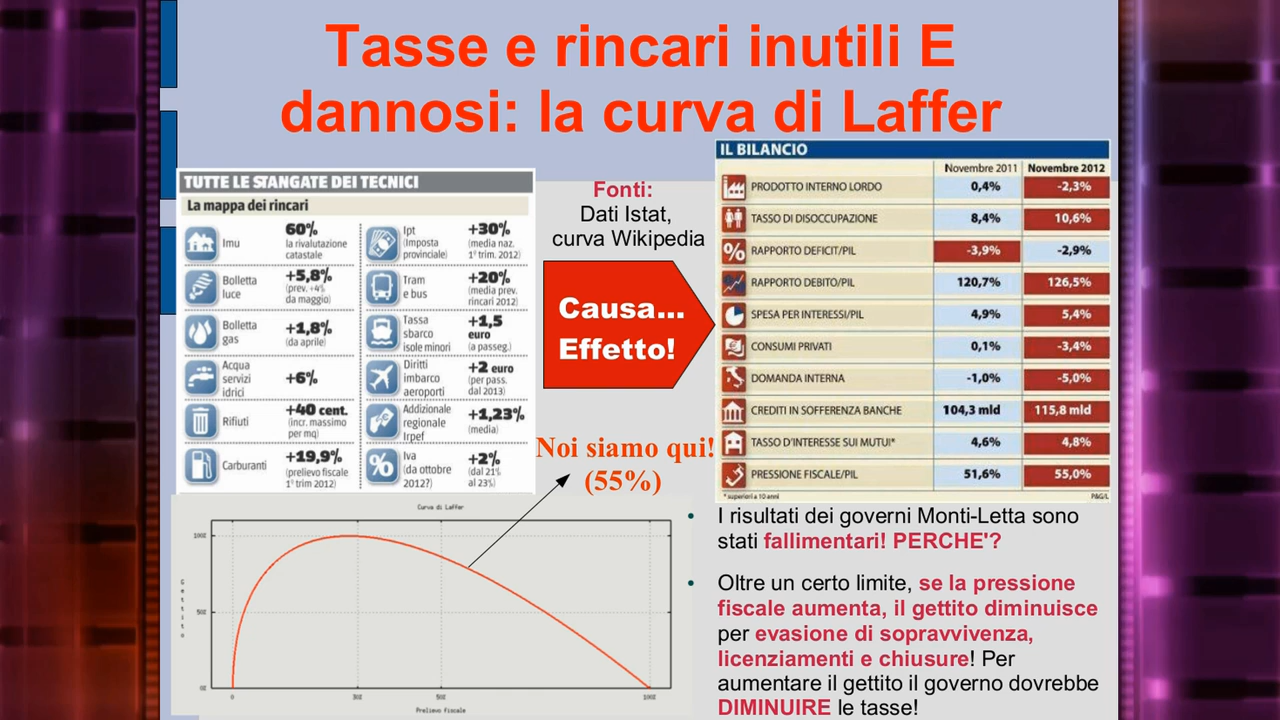 Tasse e rincari inutili E
dannosi: la curva di Laffer
TUTTE LE STANGATE DEI TECNICI
La mappa dei rincari
Imu
60%
la rivalutazione
catastale
Bolletta
luce
+5,8%
(prev. +4%
da maggio)
Bolletta
gas
+1,8%
(da aprile)
Acqua
servizi
idrici
+6%
Rifiuti
+40 cent.
(incr. massimo
per mq)
Carburanti
+19,9%
(prelievo fiscale
1° trim 2012)
Ipt
(Imposta
provinciale)
+30%
(media naz.
1° trim. 2012)
Tram
e bus
+20%
(media prev.
rincari 2012)
Tassa
sbarco
isole minori
+1,5
euro
(a passeg.)
Diritti
imbarco
aeroporti
+2 euro
(per pass.
dal 2013)
Addizionale
regionale
Irpef
+1,23%
(media)
Iva
(da ottobre
2012?)
+2%
(dal 21%
al 23%)
Fonti:
Dati Istat,
curva Wikipedia
Causa...
Effetto!
IL BILANCIO
Novembre 2011 Novembre 2012
PRODOTTO INTERNO LORDO 0,4% -2,3%
TASSO DI DISOCCUPAZIONE 8,4% 10,6%
RAPPORTO DEFICIT/PIL -3,9% -2,9%
RAPPORTO DEBITO/PIL 120,7% 126,5%
SPESA PER INTERESSI/PIL 4,9% 5,4%
CONSUMI PRIVATI 0,1% -3,4%
DOMANDA INTERNA -1,0% -5,0%
CREDITI IN SOFFERENZA BANCHE 104,3 mld 115,8 mld
TASSO D'INTERESSE SUI MUTUI* 4,6% 4,8%
PRESSIONE FISCALE/PIL 51,6% 55,0%
* superiori a 10 anni P&G/L
Noi siamo qui!
(55%)
Curva di Laffer
Gettito
100%
50%
0%
0 30% 50% 100%
Prelievo fiscale
• I risultati dei governi Monti-Letta sono
stati fallimentari! PERCHE'?
• Oltre un certo limite, se la pressione
fiscale aumenta, il gettito diminuisce
per evasione di sopravvivenza,
licenziamenti e chiusure! Per
aumentare il gettito il governo dovrebbe
DIMINUIRE le tasse!